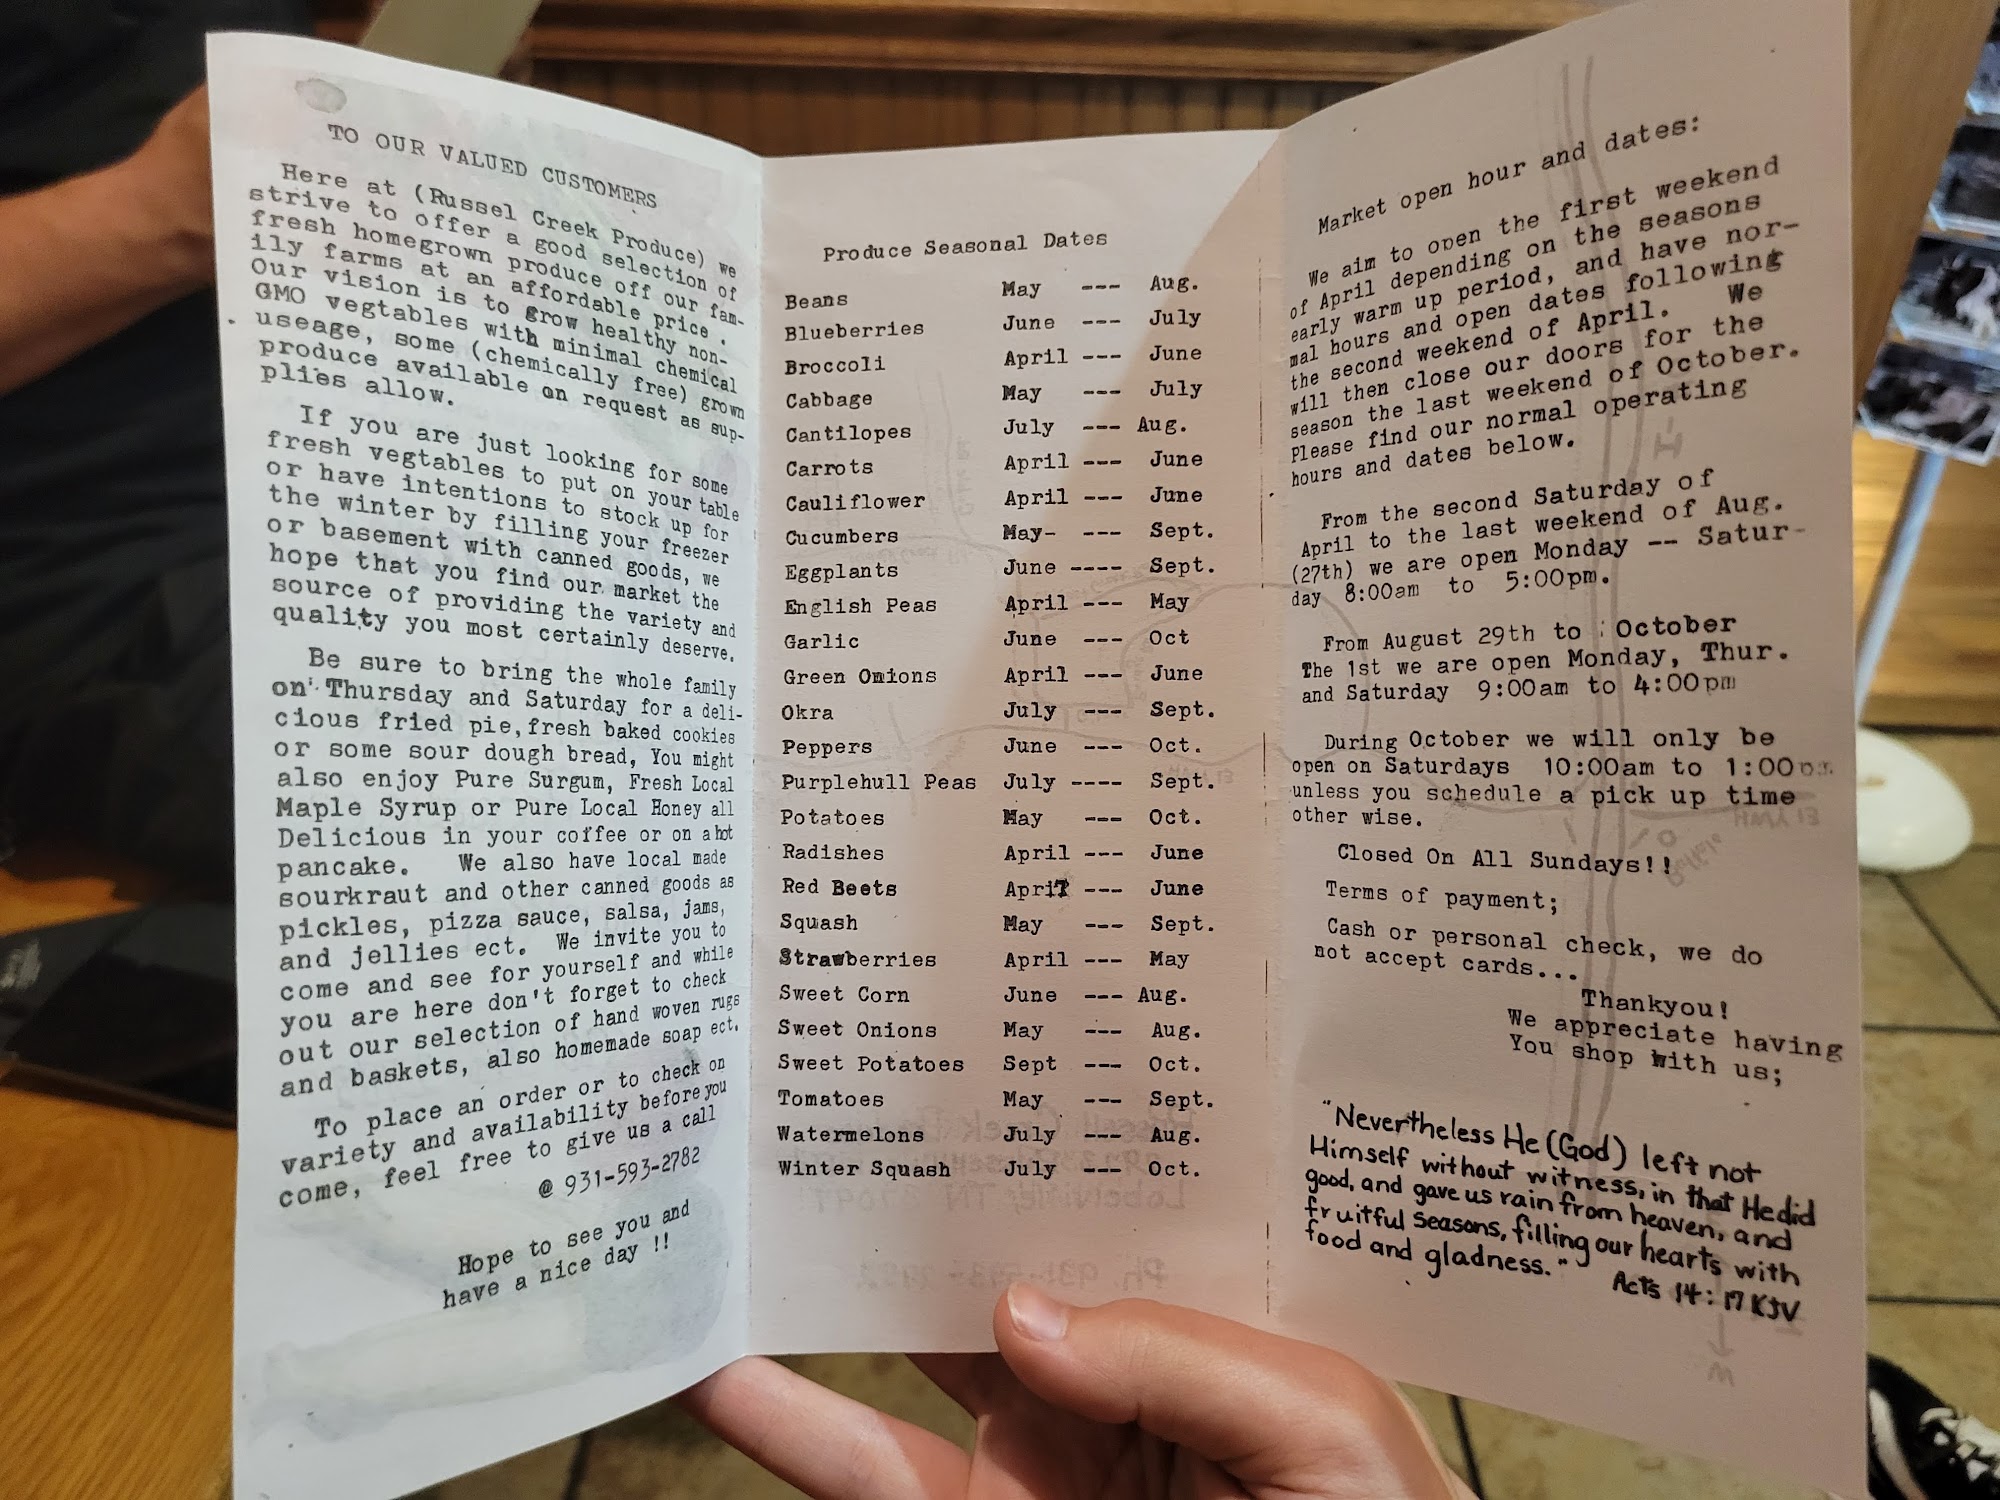 TO OUR VALUED CUSTOMERS
Here at (Russel Creek Produce) we
strive to offer a good selection of
fresh homegrown produce off our fam-
ily farms at an affordable price .
Our vision is to grow healthy non-
GMO vegtables with minimal chemical
useage, some (chemically free) grown
produce available on request as sup-
plies allow.
If you are just looking for some
fresh vegtables to put on your table
or have intentions to stock up for
the winter by filling your freezer
or basement with canned goods, we
hope that you find our market the
source of providing the variety and
quality you most certainly deserve.
Be sure to bring the whole family
on Thursday and Saturday for a deli-
cious fried pie, fresh baked cookies
or some sour dough bread, You might
also enjoy Pure Surgum, Fresh Local
Maple Syrup or Pure Local Honey all
Delicious in your coffee or on a hot
pancake. We also have local made
sourkraut and other canned goods as
pickles, pizza sauce, salsa, jams,
and jellies ect. We invite you to
come and see for yourself and while
you are here don't forget to check
out our selection of hand woven rugs
and baskets, also homemade soap ect.
To place an order or to check on
variety and availability before you
come, feel free to give us a call
@ 931-593-2782
Hope to see you and
have a nice day !!
Produce Seasonal Dates
Beans May --- Aug.
Blueberries June --- July
Broccoli April --- June
Cabbage May --- July
Cantilopes July --- Aug.
Carrots April --- June
Cauliflower April --- June
Cucumbers May- --- Sept.
Eggplants June ---- Sept.
English Peas April --- May
Garlic June --- Oct
Green Onions April --- June
Okra July --- Sept.
Peppers June --- Oct.
Purplehull Peas July ---- Sept.
Potatoes May --- Oct.
Radishes April --- June
Red Beets April --- June
Squash May --- Sept.
Strawberries April --- May
Sweet Corn June --- Aug.
Sweet Onions May --- Aug.
Sweet Potatoes Sept --- Oct.
Tomatoes May --- Sept.
Watermelons July --- Aug.
Winter Squash July --- Oct.
Market open hour and dates:
We aim to open the first weekend
of April depending on the seasons
early warm up period, and have nor-
mal hours and open dates following
the second weekend of April. We
will then close our doors for the
season the last weekend of October.
Please find our normal operating
hours and dates below.
From the second Saturday of
April to the last weekend of Aug.
(27th) we are open Monday -- Satur-
day 8:00am to 5:00pm.
From August 29th to October
The 1st we are open Monday, Thur.
and Saturday 9:00am to 4:00pm
During October we will only be
open on Saturdays 10:00am to 1:00pm
unless you schedule a pick up time
other wise.
Closed On All Sundays!!
Terms of payment;
Cash or personal check, we do
not accept cards...
Thankyou!
We appreciate having
You shop with us;
"Nevertheless He (God) left not
Himself without witness, in that He did
good, and gave us rain from heaven, and
fruitful seasons, filling our hearts with
food and gladness."
Acts 14:17 KJV